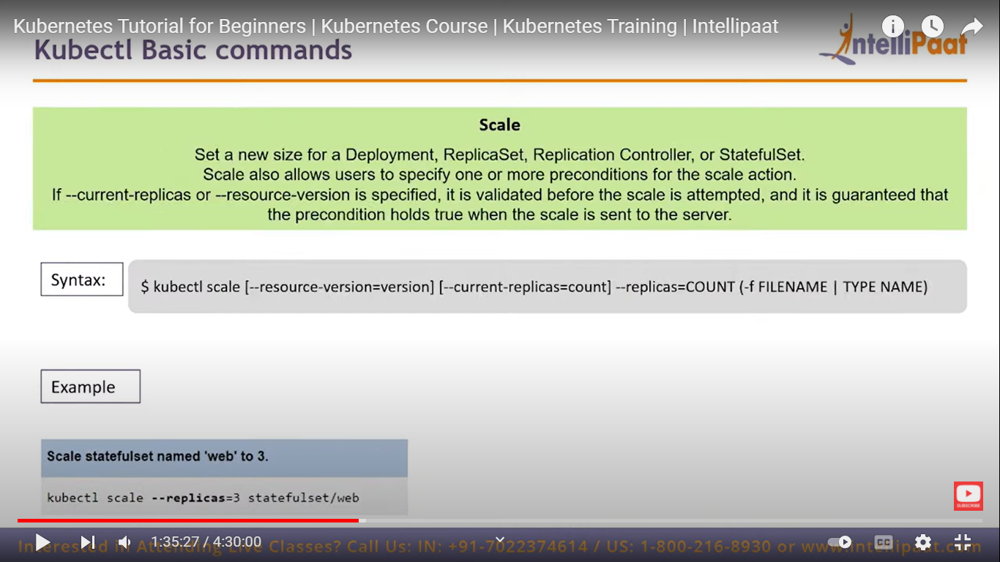 Kubernetes Tutorial for Beginners | Kubernetes Course | Kubernetes Training | Intellipaat
Kubectl Basic commands
IntelliPaat
Scale
Set a new size for a Deployment, ReplicaSet, Replication Controller, or StatefulSet.
Scale also allows users to specify one or more preconditions for the scale action.
If --current-replicas or --resource-version is specified, it is validated before the scale is attempted, and it is guaranteed that
the precondition holds true when the scale is sent to the server.
Syntax:
$ kubectl scale [--resource-version=version] [--current-replicas=count] --replicas=COUNT (-f FILENAME | TYPE NAME)
Example
Scale statefulset named 'web' to 3.
kubectl scale --replicas=3 statefulset/web
SUBSCRIBE
1:35:27 / 4:30:00
CC
Interested in Attending Live Classes? Call Us: IN: +91-7022374614 / US: 1-800-216-8930 or www.intellipaat.com